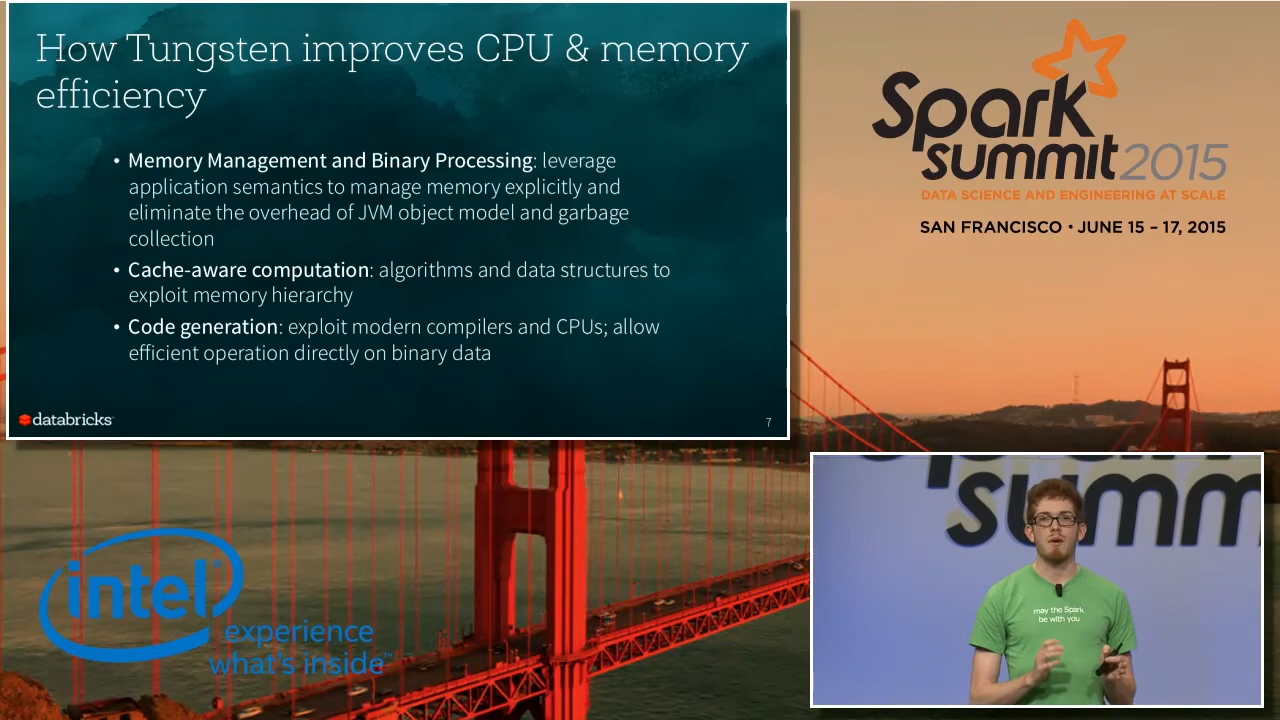 How Tungsten improves CPU & memory
efficiency
• Memory Management and Binary Processing: leverage
application semantics to manage memory explicitly and
eliminate the overhead of JVM object model and garbage
collection
• Cache-aware computation: algorithms and data structures to
exploit memory hierarchy
• Code generation: exploit modern compilers and CPUs; allow
efficient operation directly on binary data
databricks
7
Spark
summit 2015
DATA SCIENCE AND ENGINEERING AT SCALE
SAN FRANCISCO • JUNE 15 – 17, 2015
intel®
experience
what's inside™
summ
may the Spark
be with you